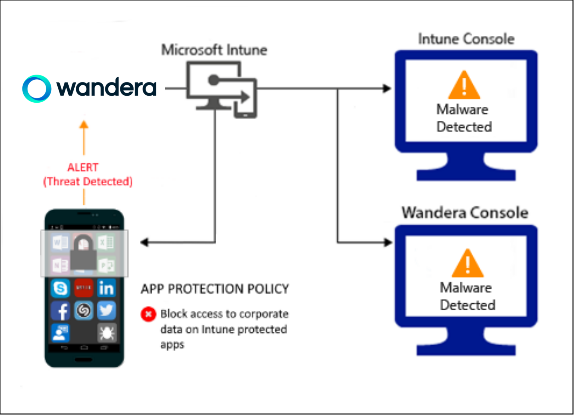 Microsoft Intune
Intune Console
wandera
Malware
Detected
ALERT
(Threat Detected)
Wandera Console
APP PROTECTION POLICY
Block access to corporate
data on Intune protected
apps
Malware
Detected